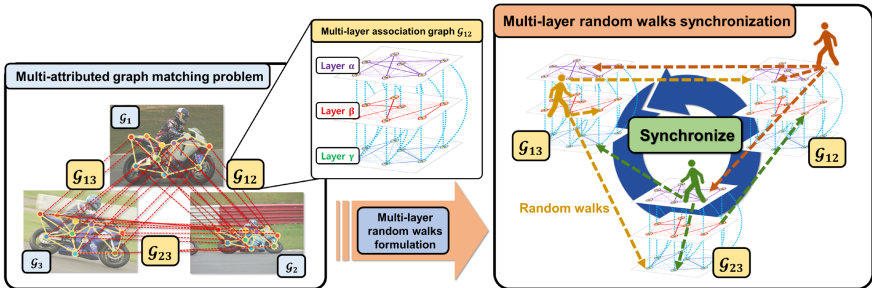 Multi-attributed graph matching problem
𝒢₁
𝒢₁₃
𝒢₁₂
𝒢₂₃
𝒢₃
𝒢₂
Multi-layer association graph 𝒢₁₂
Layer α
Layer β
Layer γ
Multi-layer
random walks
formulation
Multi-layer random walks synchronization
𝒢₁₃
Synchronize
𝒢₁₂
Random walks
𝒢₂₃